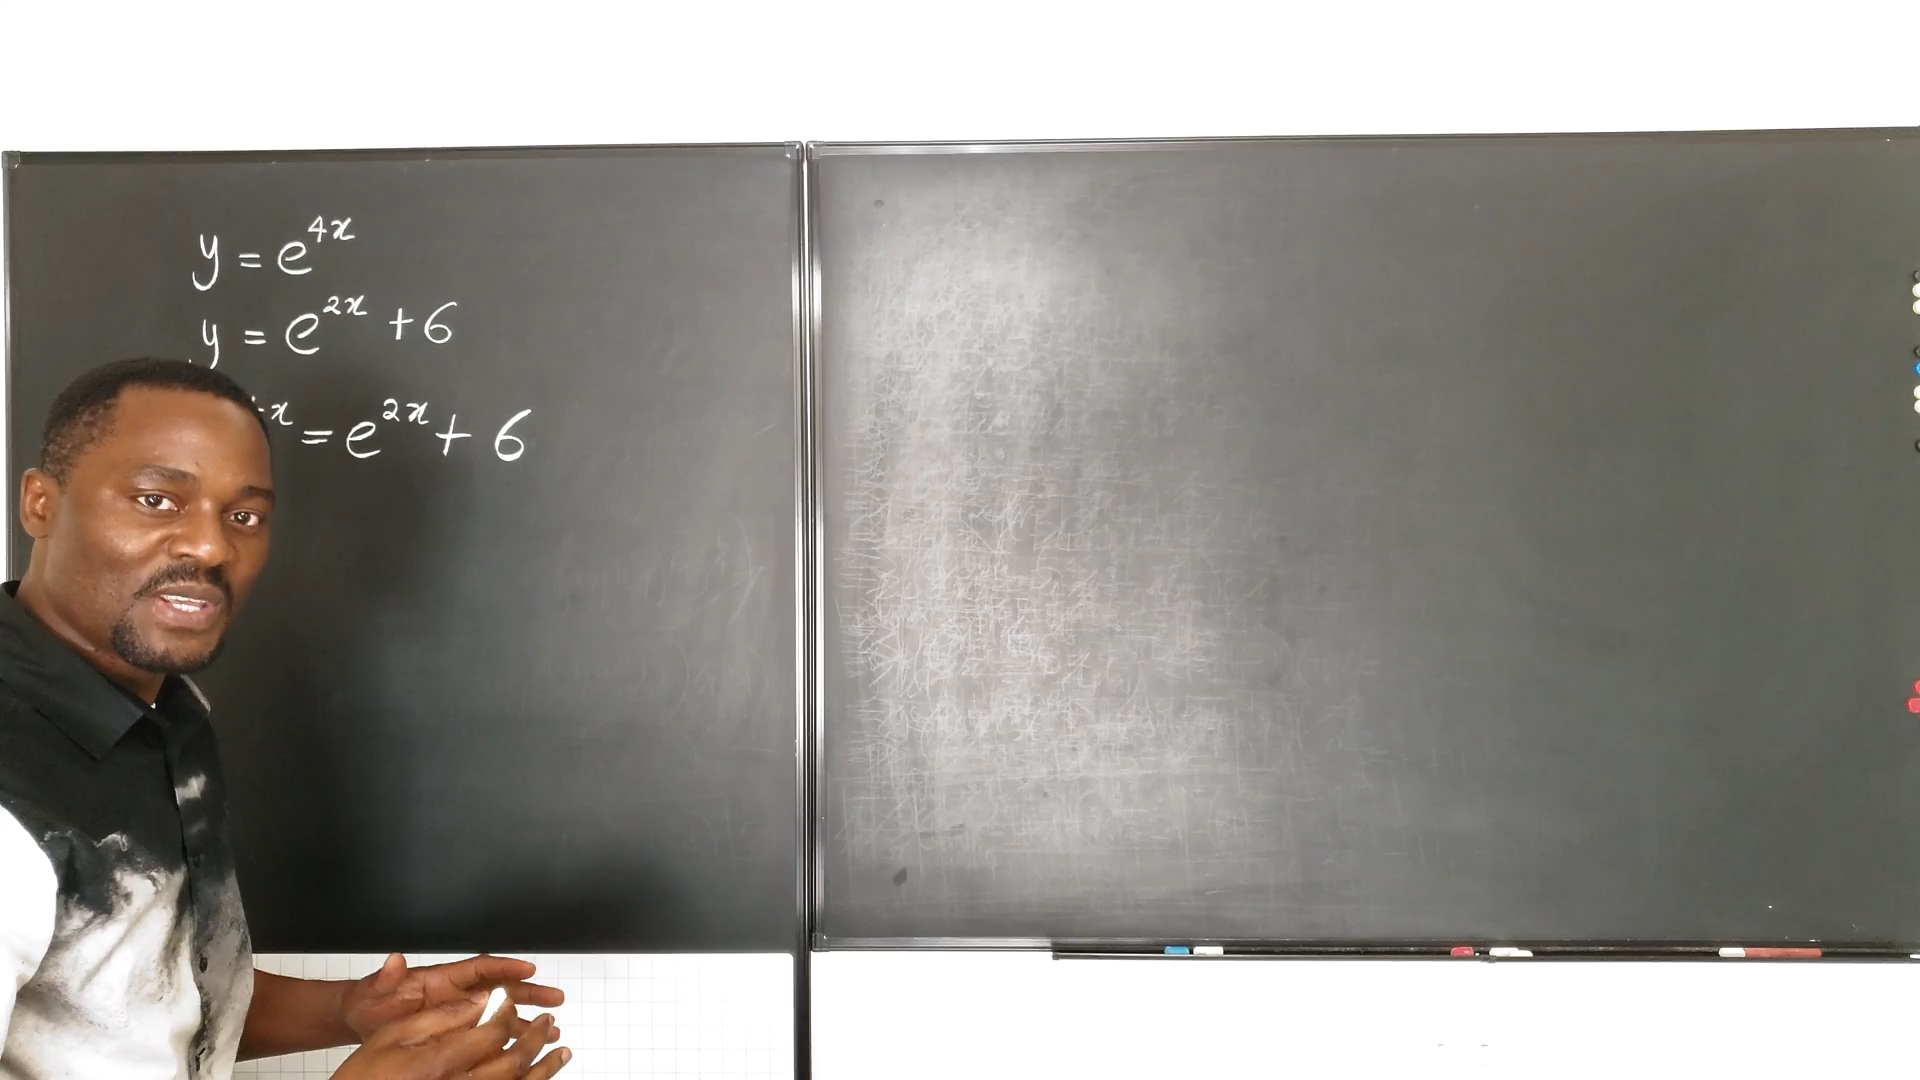 y = e^{4x}
y = e^{2x} + 6
x = e^{2x} + 6